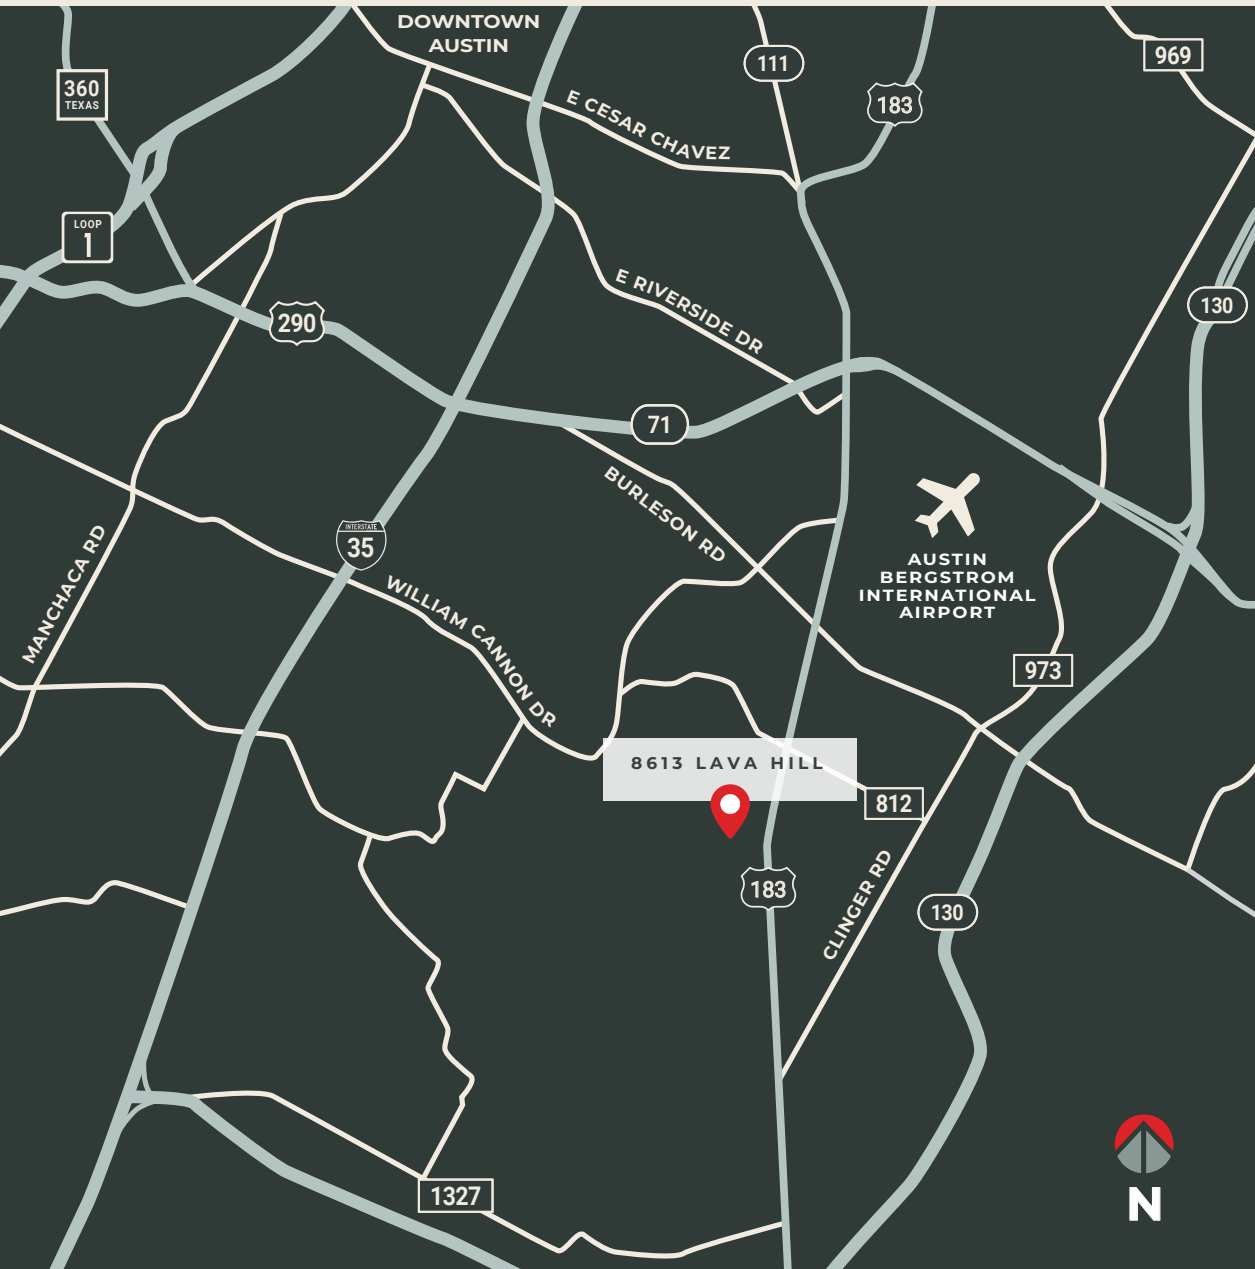 DOWNTOWN
AUSTIN
111
969
360
TEXAS
183
E CESAR CHAVEZ
LOOP
1
E RIVERSIDE DR
130
290
71
BURLESON RD
INTERSTATE
35
MANCHACA RD
AUSTIN
BERGSTROM
INTERNATIONAL
AIRPORT
WILLIAM CANNON DR
973
8613 LAVA HILL
812
183
CLINGER RD
130
1327
N